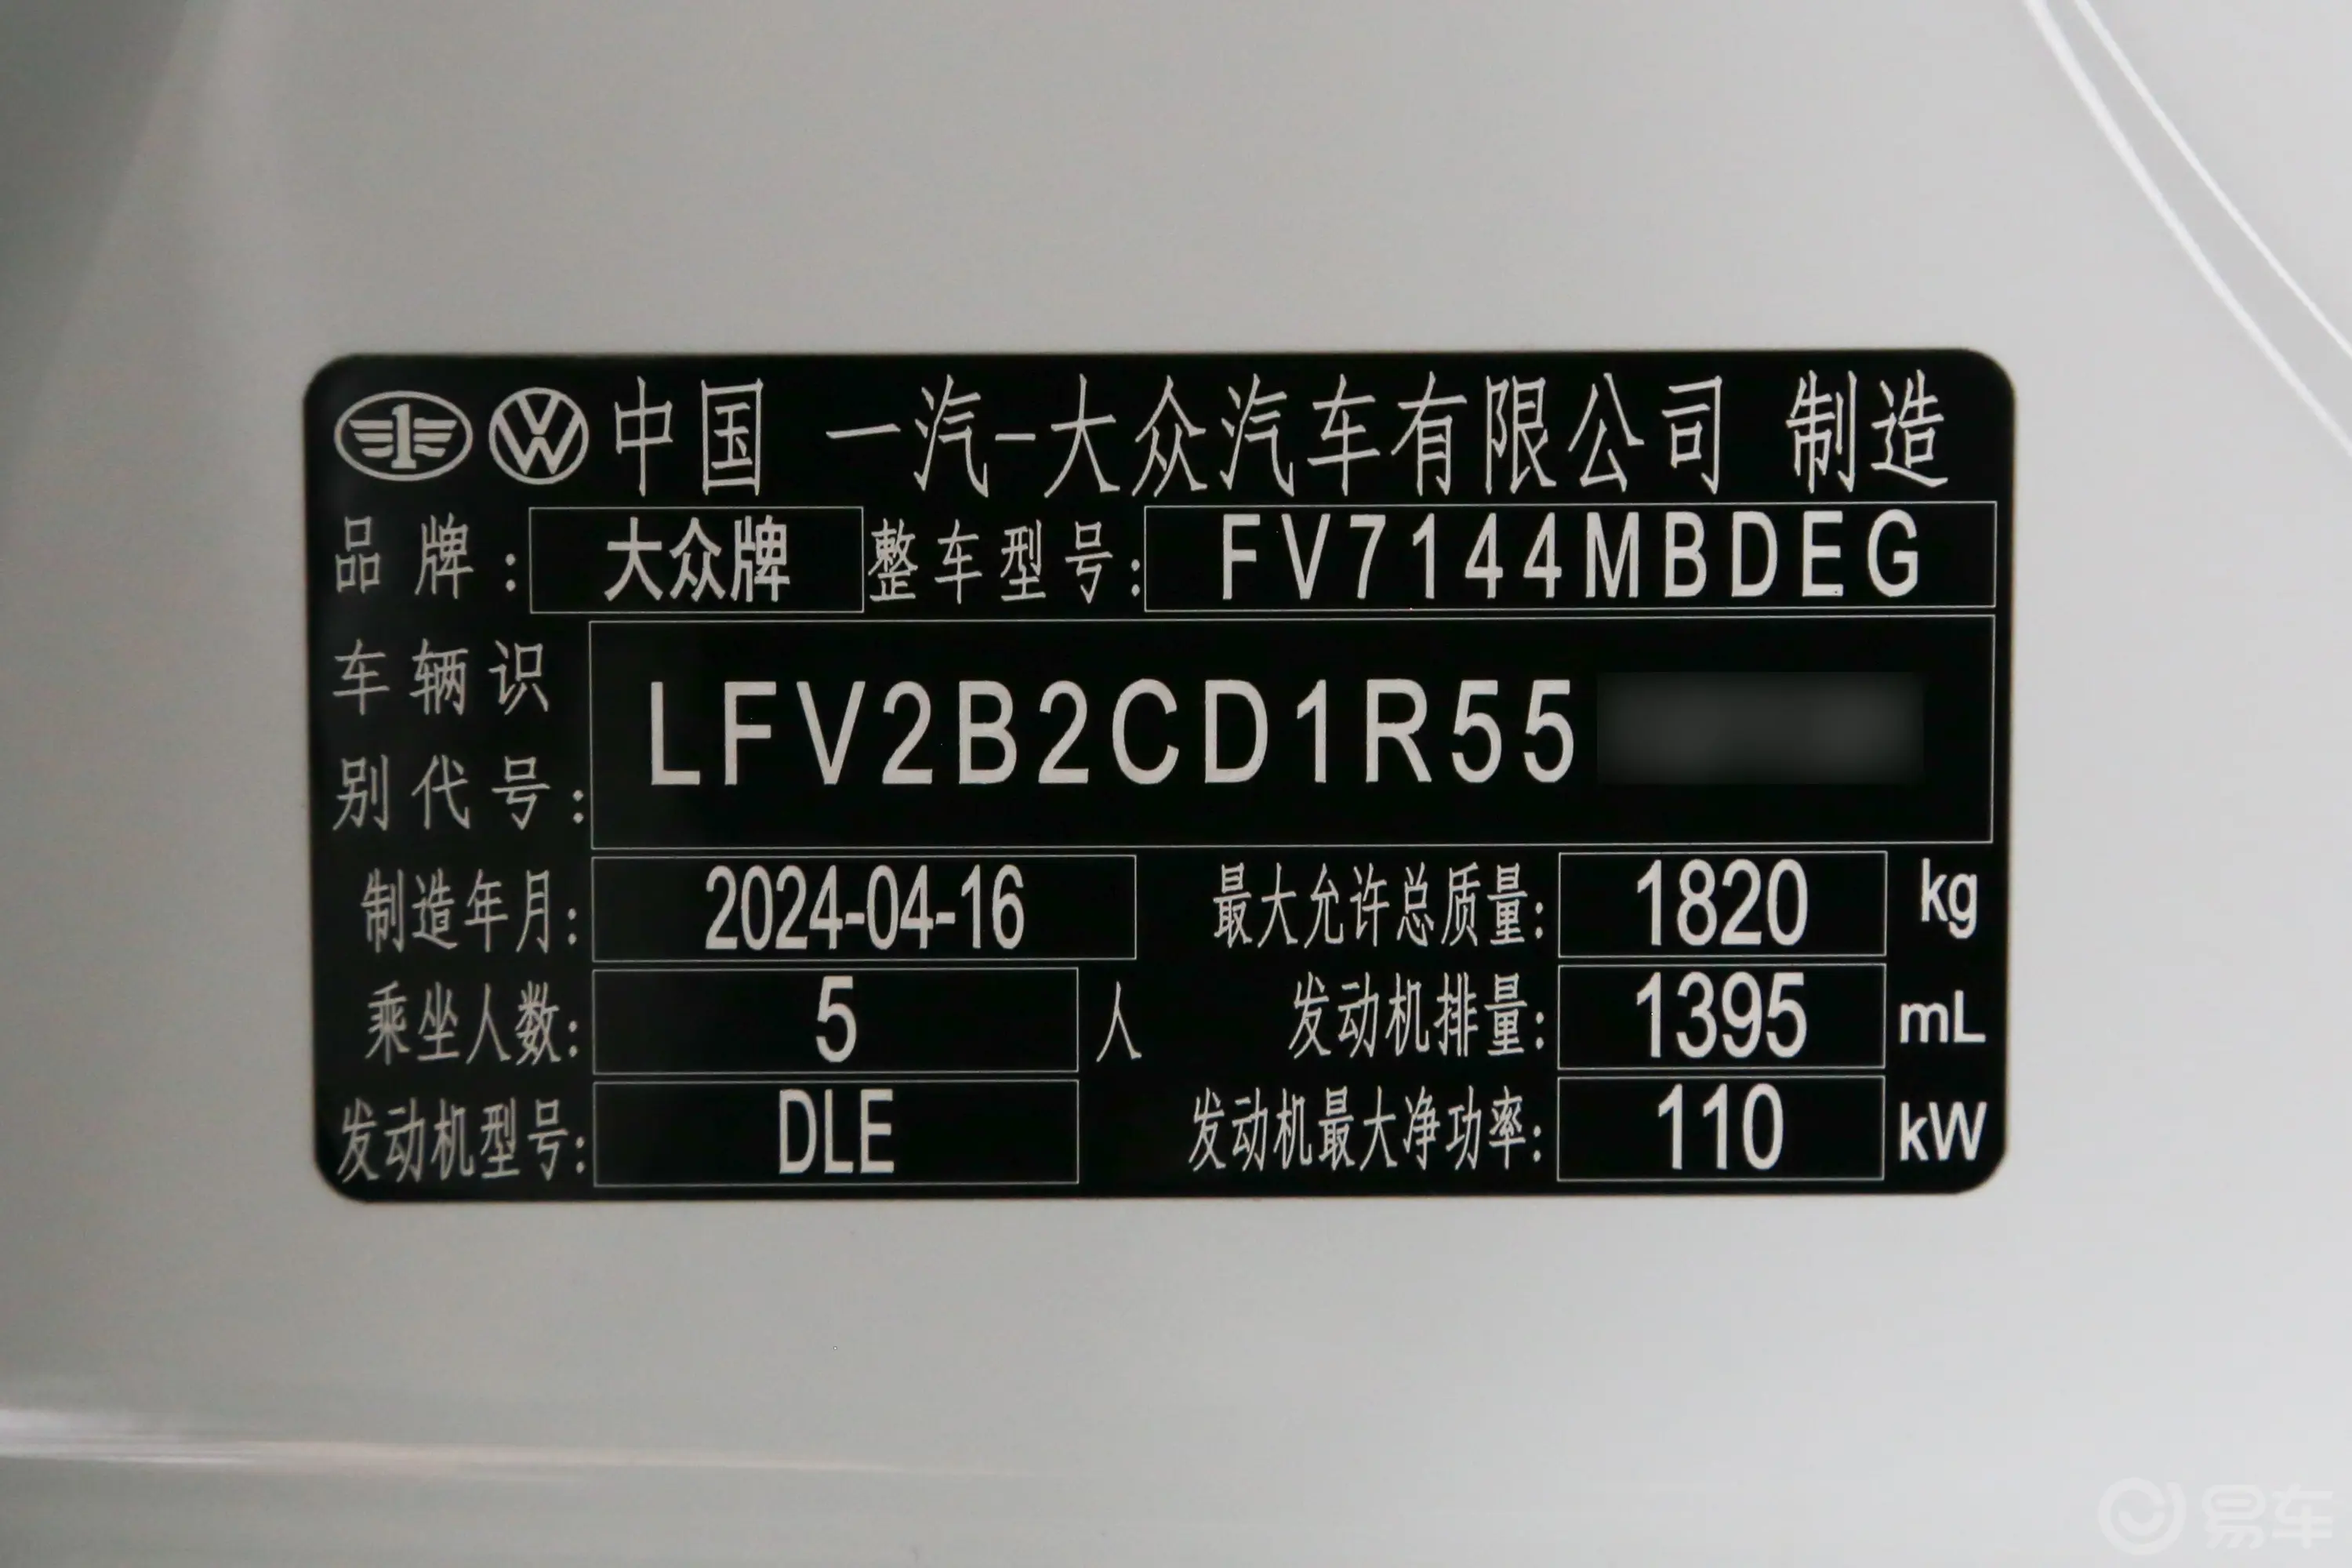 中国 一汽-大众汽车有限公司 制造
品牌: 大众牌 整车型号: FV7144MBDEG
车辆识别代号: LFV2B2CD1R55
制造年月: 2024-04-16 最大允许总质量: 1820 kg
乘坐人数: 5 人 发动机排量: 1395 mL
发动机型号: DLE 发动机最大净功率: 110 kW
易车